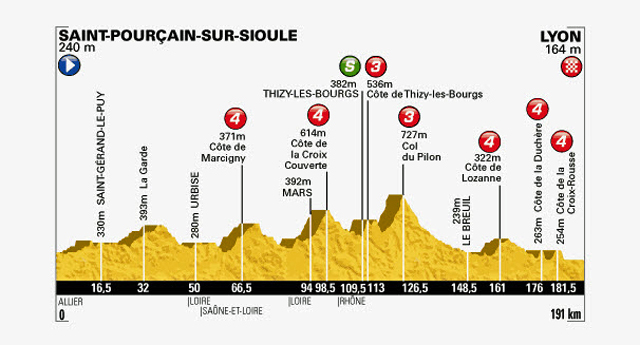 SAINT-POURÇAIN-SUR-SIOULE
240 m
LYON
164 m
S
3
382m
THIZY-LES-BOURGS
536m
Côte de Thizy-les-Bourgs
4
371m
Côte de
Marcigny
4
614m
Côte de
la Croix
Couverte
392m
MARS
3
727m
Col
du Pilon
4
322m
Côte de
Lozanne
4
4
330m SAINT-GÉRAND-LE-PUY
393m La Garde
280m URBISE
239m
LE BREUIL
263m Côte de la Duchère
254m Côte de la
Croix-Rousse
16,5 32 50 66,5 94 98,5 109,5 113 126,5 148,5 161 176 181,5
ALLIER |LOIRE |LOIRE |RHÔNE
|SAÔNE-ET-LOIRE
0 191 km